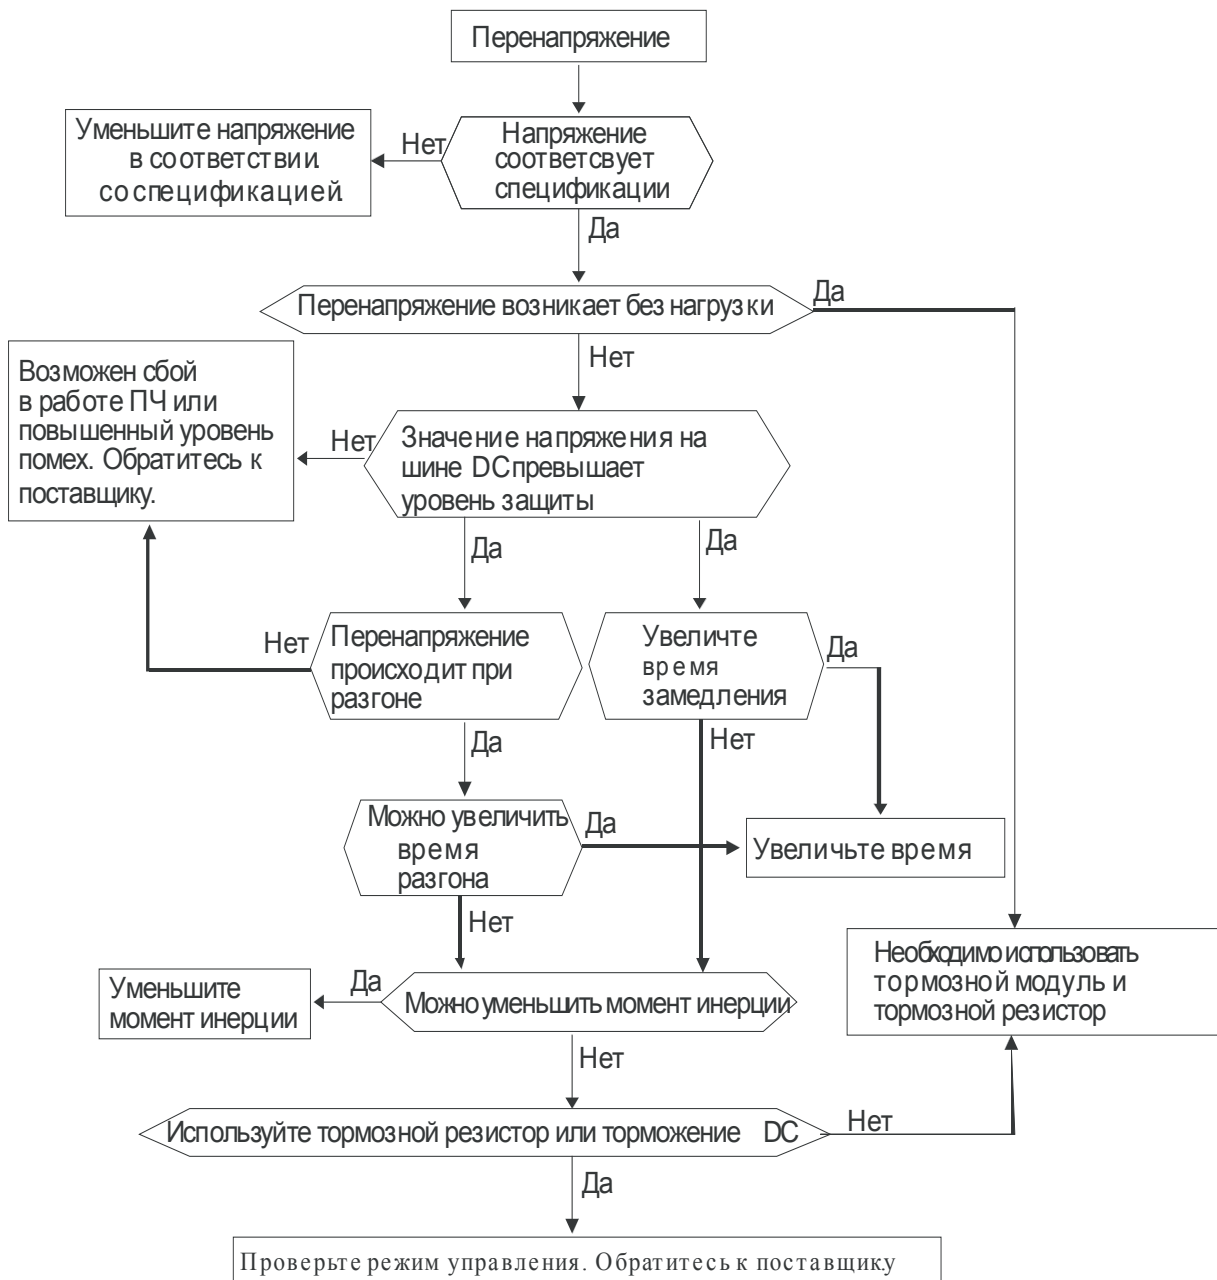 Перенапряжение
Уменьшите напряжение
в соответствии.
со спецификацией.
Нет
Напряжение
соответсвует
спецификации
Да
Перенапряжение возникает без нагрузки
Да
Нет
Возможен сбой
в работе ПЧ или
повышенный уровень
помех. Обратитесь к
поставщику.
Нет
Значение напряжения на
шине DC превышает
уровень защиты
Да
Да
Нет
Перенапряжение
происходит при
разгоне
Увеличте
время
замедления
Да
Да
Нет
Можно увеличить
время
разгона
Да
Увеличьте время
Нет
Необходимо использовать
тормозной модуль и
тормозной резистор
Уменьшите
момент инерции
Да
Можно уменьшить момент инерции
Нет
Используйте тормозной резистор или торможение DC
Нет
Да
Проверьте режим управления. Обратитесь к поставщику